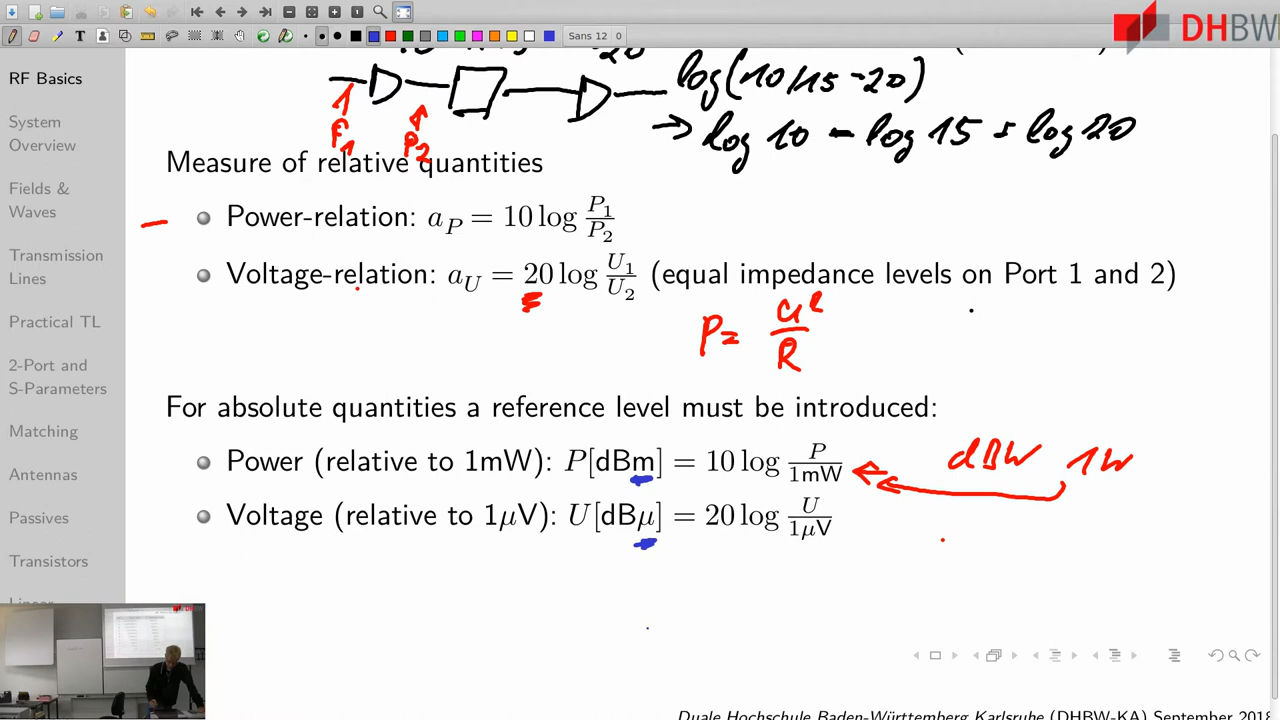 Sans 12 0
DHBW
RF Basics
System
Overview
Fields &
Waves
Transmission
Lines
Practical TL
2-Port and
S-Parameters
Matching
Antennas
Passives
Transistors
20
log(10/15 - 20)
→ log 10 - log 15 + log 20
P1
P2
Measure of relative quantities
Power-relation: a_P = 10 log P1/P2
Voltage-relation: a_U = 20 log U1/U2 (equal impedance levels on Port 1 and 2)
P= U²/R
For absolute quantities a reference level must be introduced:
Power (relative to 1mW): P[dBm] = 10 log P/1mW
dBW 1W
Voltage (relative to 1μV): U[dBμ] = 20 log U/1μV
Duale Hochschule Baden-Württemberg Karlsruhe (DHBW-KA) September 2018